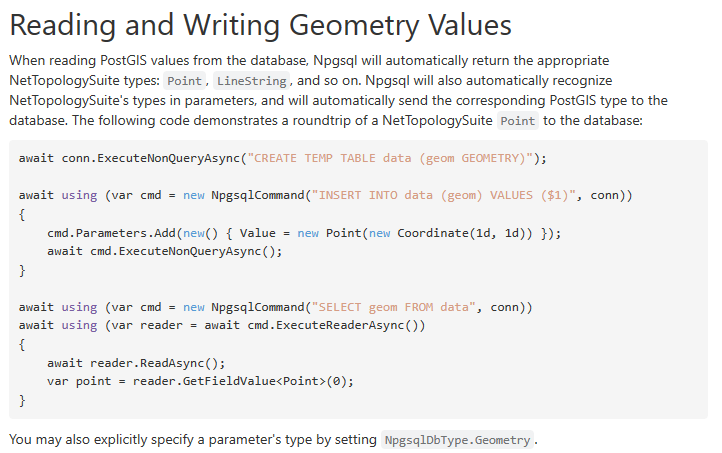 Reading and Writing Geometry Values
When reading PostGIS values from the database, Npgsql will automatically return the appropriate
NetTopologySuite types: Point, LineString, and so on. Npgsql will also automatically recognize
NetTopologySuite's types in parameters, and will automatically send the corresponding PostGIS type to the
database. The following code demonstrates a roundtrip of a NetTopologySuite Point to the database:
await conn.ExecuteNonQueryAsync("CREATE TEMP TABLE data (geom GEOMETRY)");
await using (var cmd = new NpgsqlCommand("INSERT INTO data (geom) VALUES ($1)", conn))
{
    cmd.Parameters.Add(new() { Value = new Point(new Coordinate(1d, 1d)) });
    await cmd.ExecuteNonQueryAsync();
}
await using (var cmd = new NpgsqlCommand("SELECT geom FROM data", conn))
await using (var reader = await cmd.ExecuteReaderAsync())
{
    await reader.ReadAsync();
    var point = reader.GetFieldValue<Point>(0);
}
You may also explicitly specify a parameter's type by setting NpgsqlDbType.Geometry.